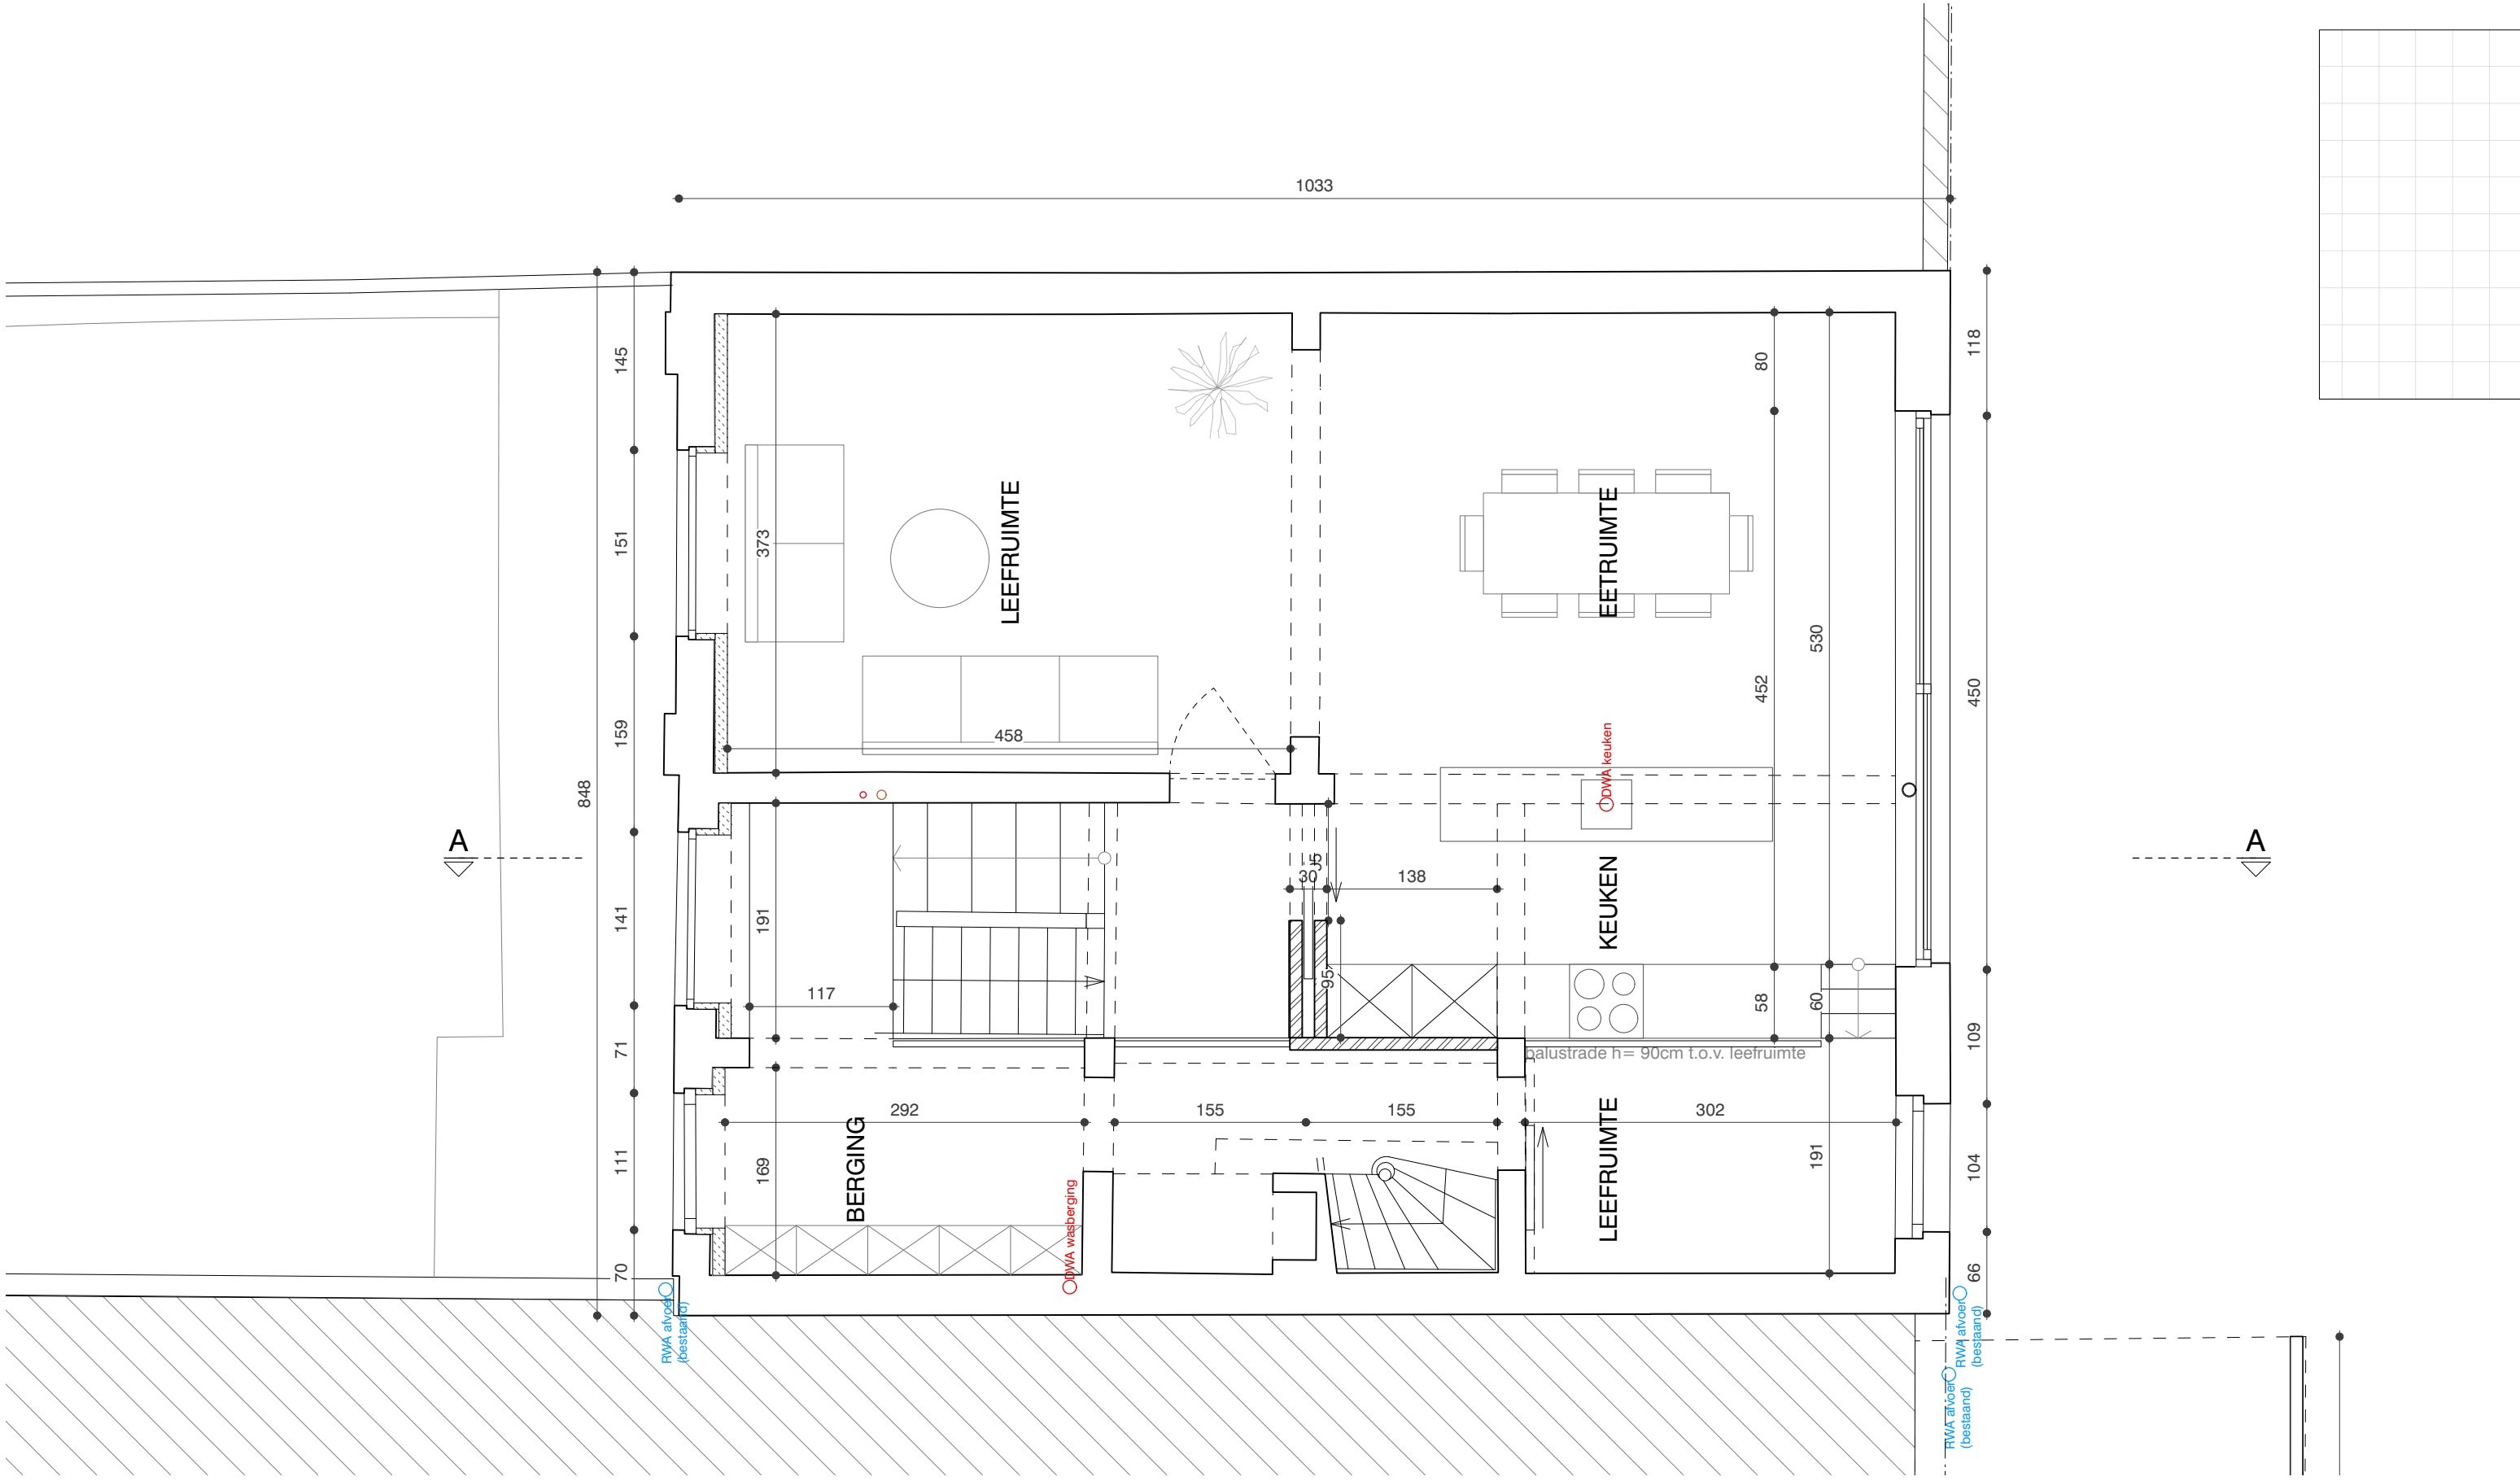 1033
118
145
80
LEEFRUIMTE
EETRUIMTE
151
373
530
452
450
DWA keuken
159
458
848
A
A
30
138
KEUKEN
141
191
95
117
58
60
109
71
balustrade h= 90cm t.o.v. leefruimte
292
155
155
302
BERGING
LEEFRUIMTE
111
169
191
104
DWA wasberging
70
66
RWA afvoer
(bestaand)
RWA afvoer
(bestaand)
RWA afvoer
(bestaand)